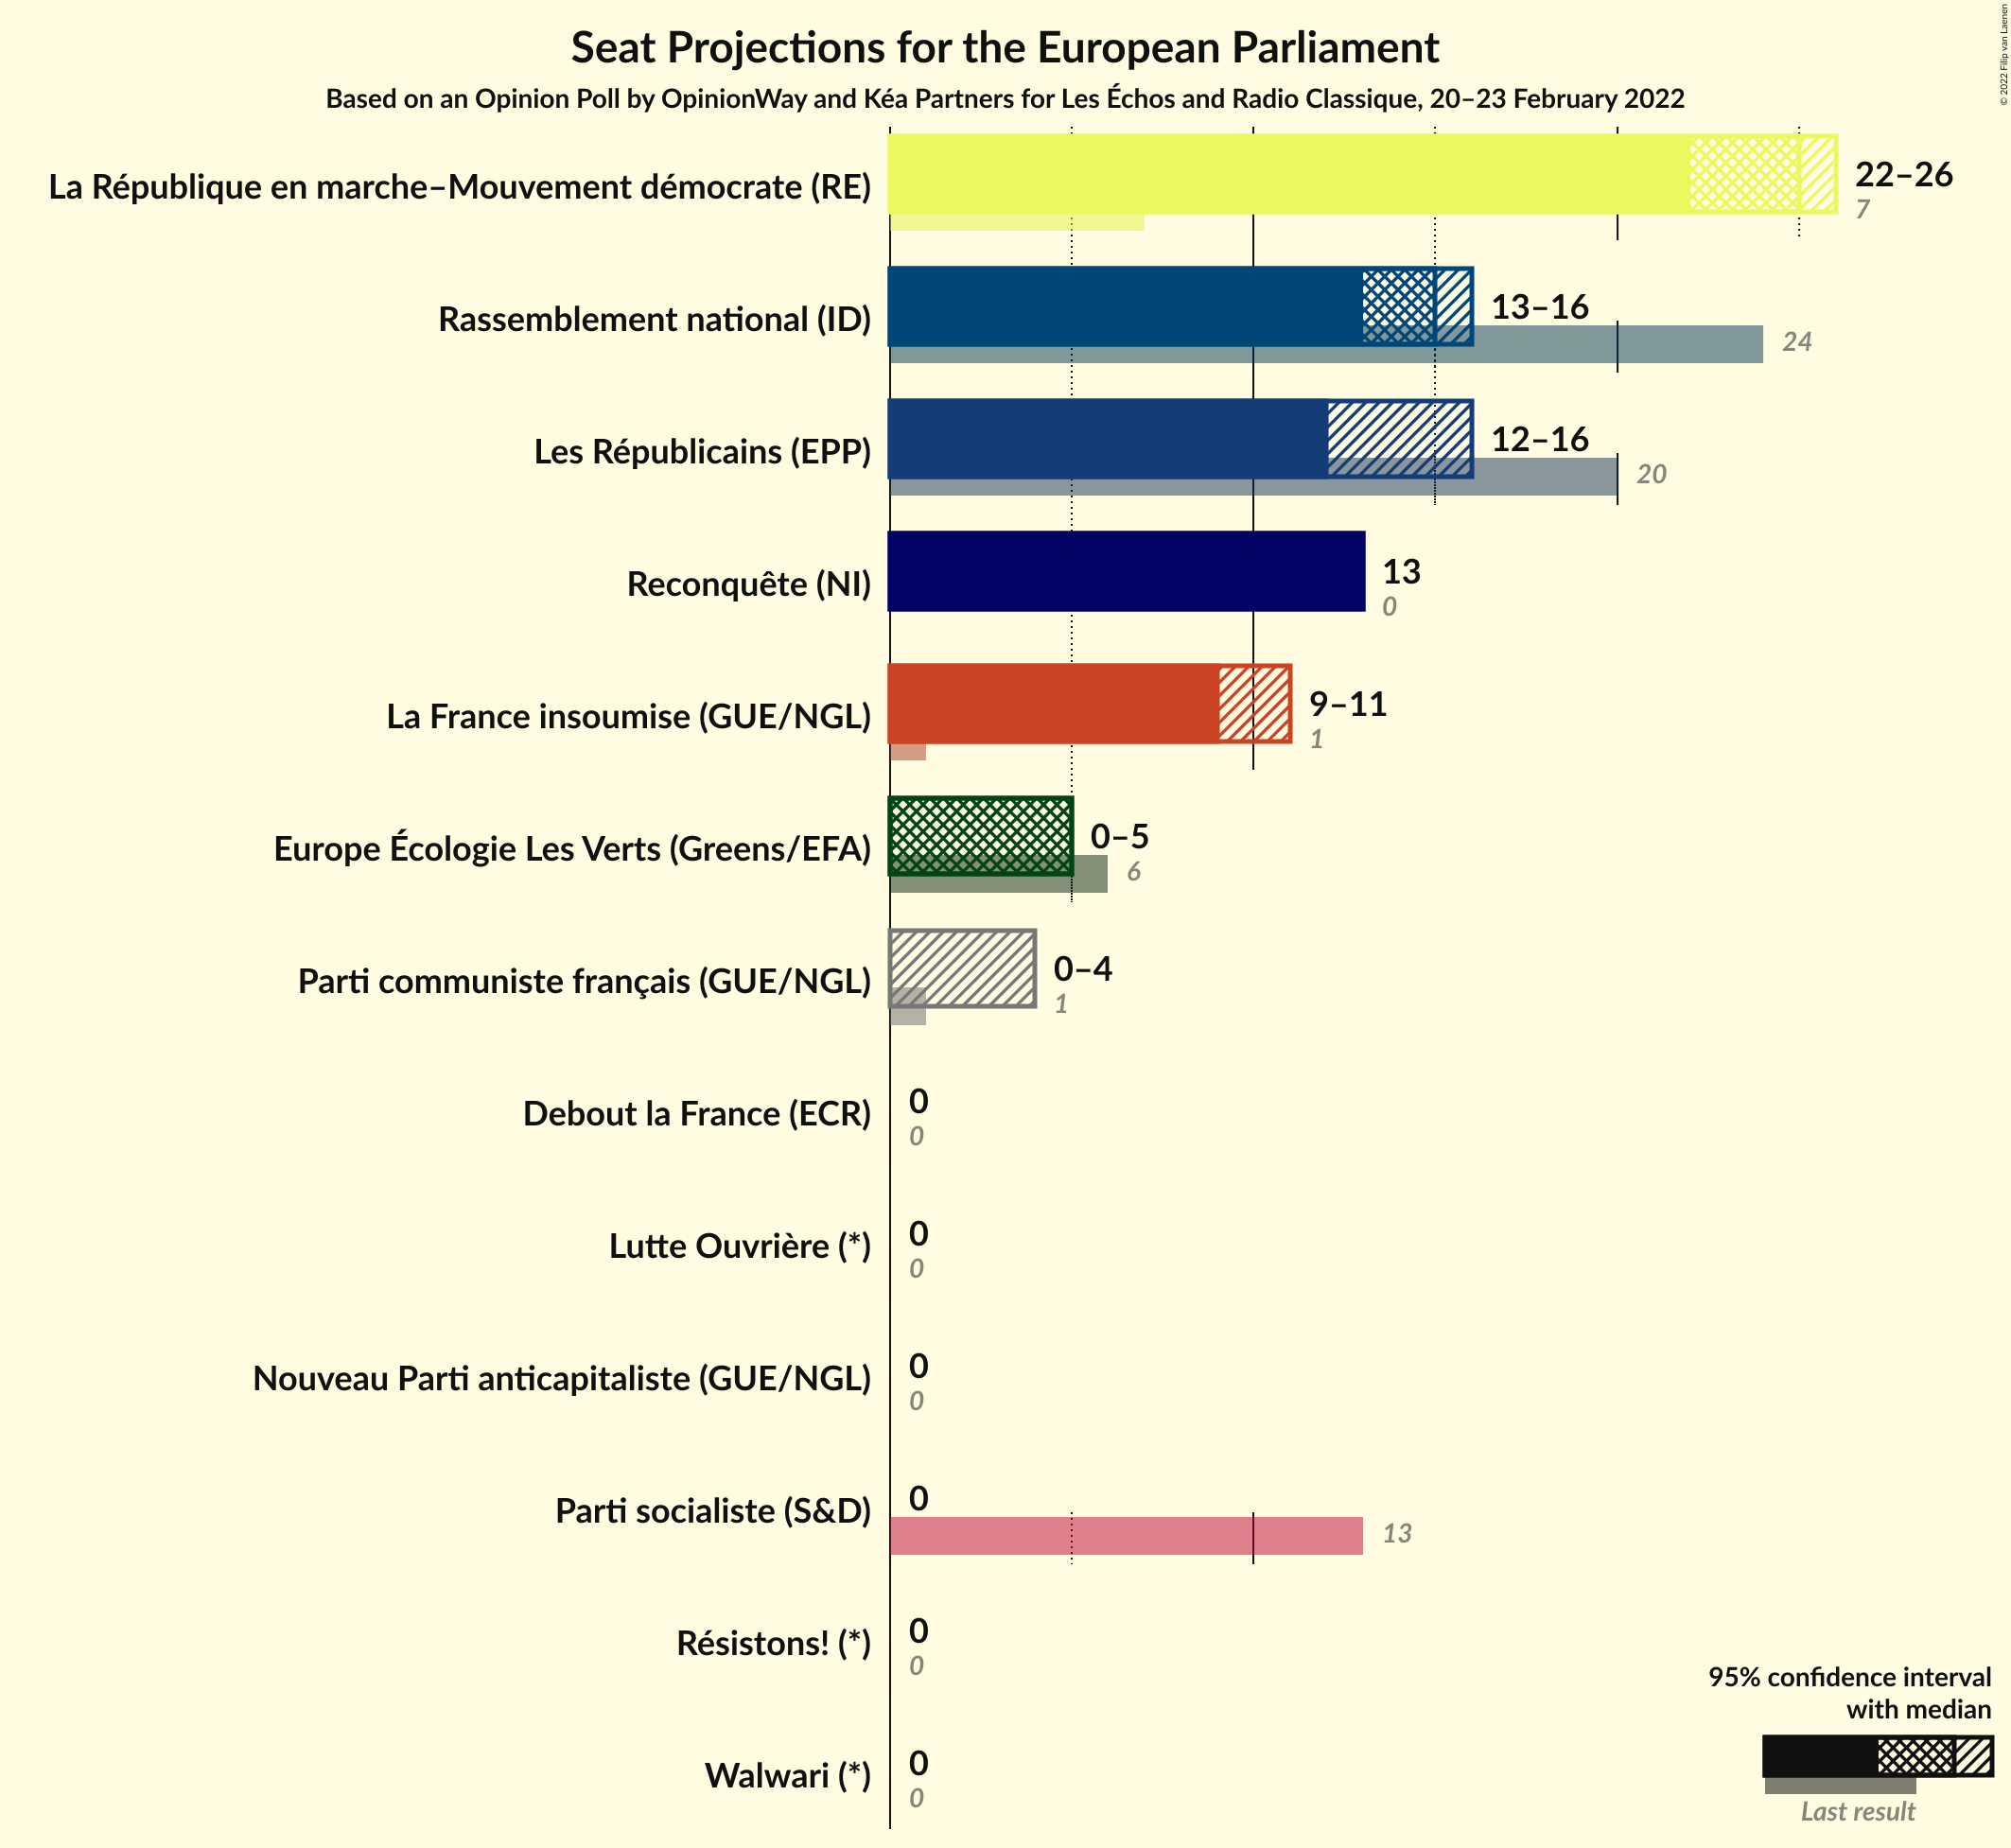 Seat Projections for the European Parliament
Based on an Opinion Poll by OpinionWay and Kéa Partners for Les Échos and Radio Classique, 20–23 February 2022
© 2022 Filip van Laenen
La République en marche–Mouvement démocrate (RE)
22–26
7
Rassemblement national (ID)
13–16
24
Les Républicains (EPP)
12–16
20
Reconquête (NI)
13
0
La France insoumise (GUE/NGL)
9–11
1
Europe Écologie Les Verts (Greens/EFA)
0–5
6
Parti communiste français (GUE/NGL)
0–4
1
Debout la France (ECR)
0
0
Lutte Ouvrière (*)
0
0
Nouveau Parti anticapitaliste (GUE/NGL)
0
0
Parti socialiste (S&D)
0
13
Résistons! (*)
0
0
Walwari (*)
0
0
95% confidence interval
with median
Last result